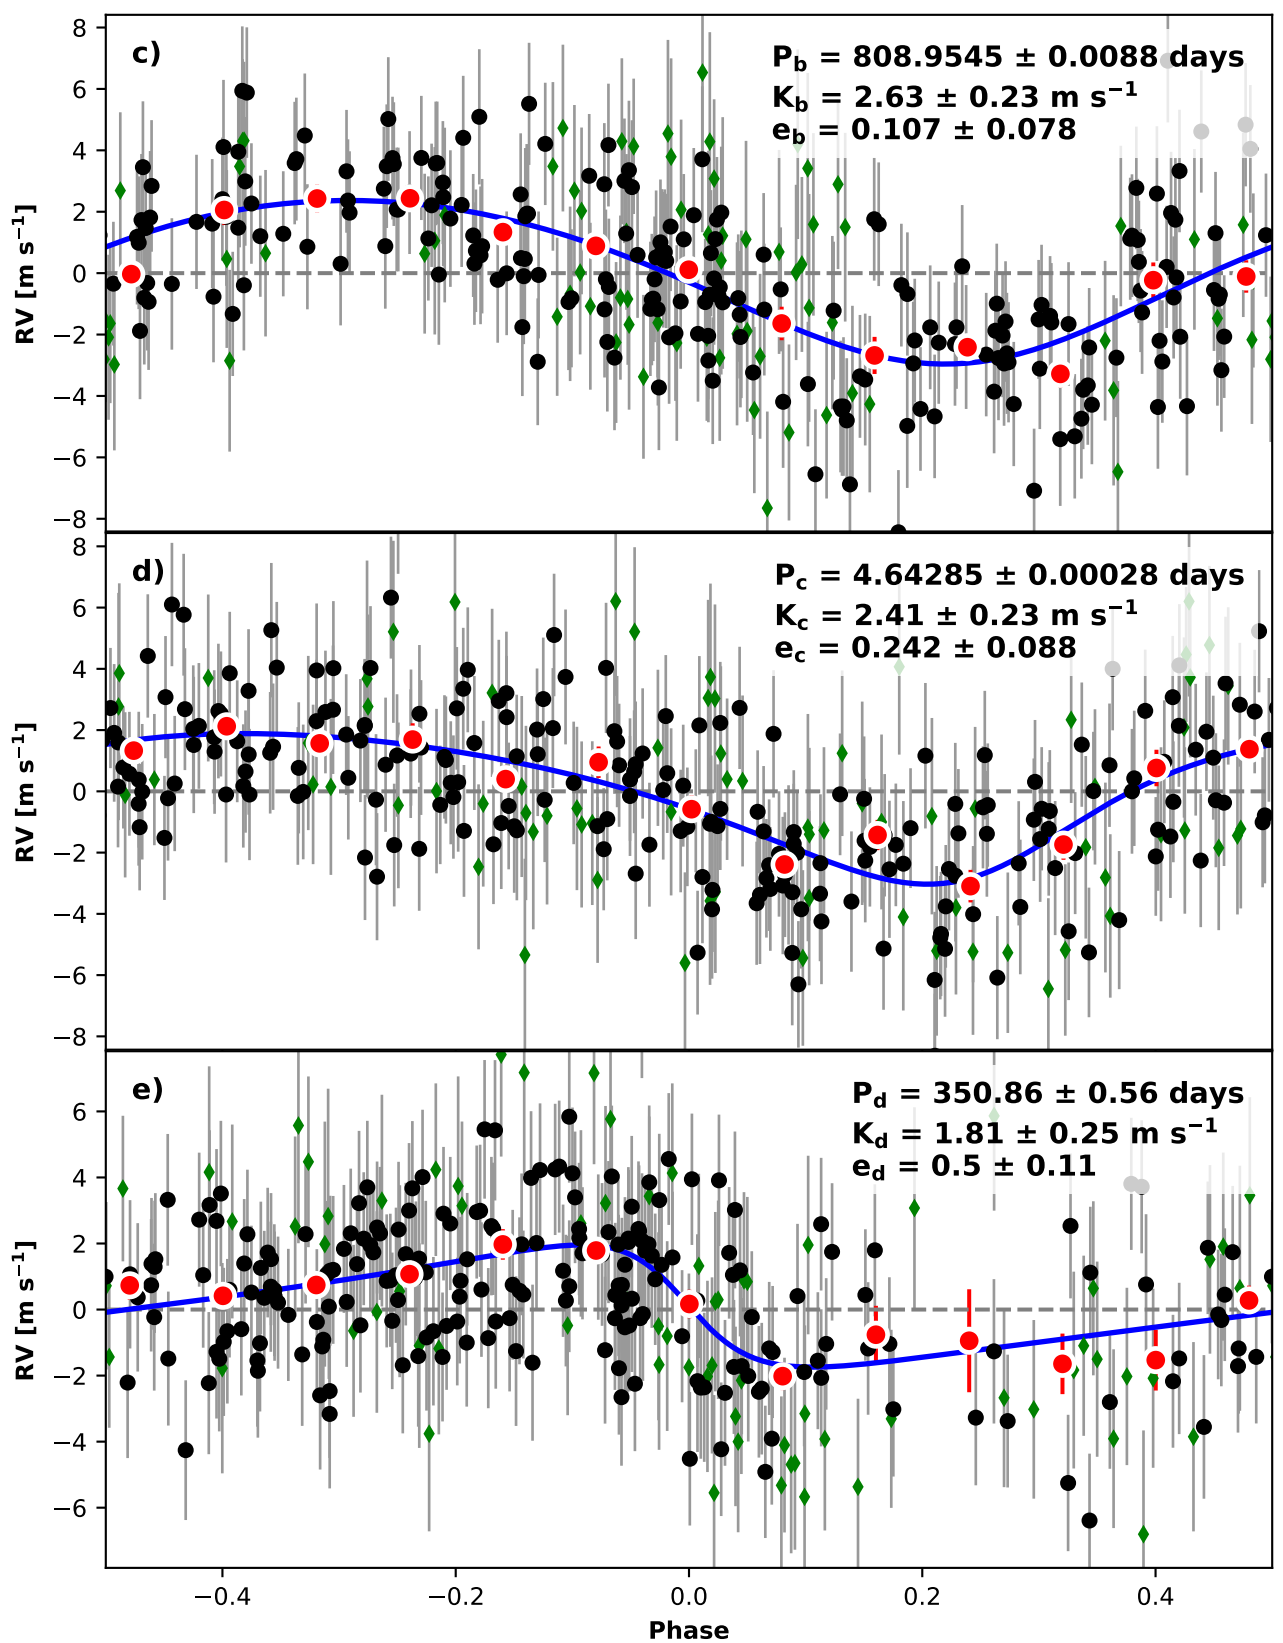 c)
P_b = 808.9545 ± 0.0088 days
K_b = 2.63 ± 0.23 m s⁻¹
e_b = 0.107 ± 0.078
8
6
4
2
0
−2
−4
−6
−8
RV [m s⁻¹]
d)
P_c = 4.64285 ± 0.00028 days
K_c = 2.41 ± 0.23 m s⁻¹
e_c = 0.242 ± 0.088
8
6
4
2
0
−2
−4
−6
−8
RV [m s⁻¹]
e)
P_d = 350.86 ± 0.56 days
K_d = 1.81 ± 0.25 m s⁻¹
e_d = 0.5 ± 0.11
6
4
2
0
−2
−4
−6
RV [m s⁻¹]
−0.4 −0.2 0.0 0.2 0.4
Phase